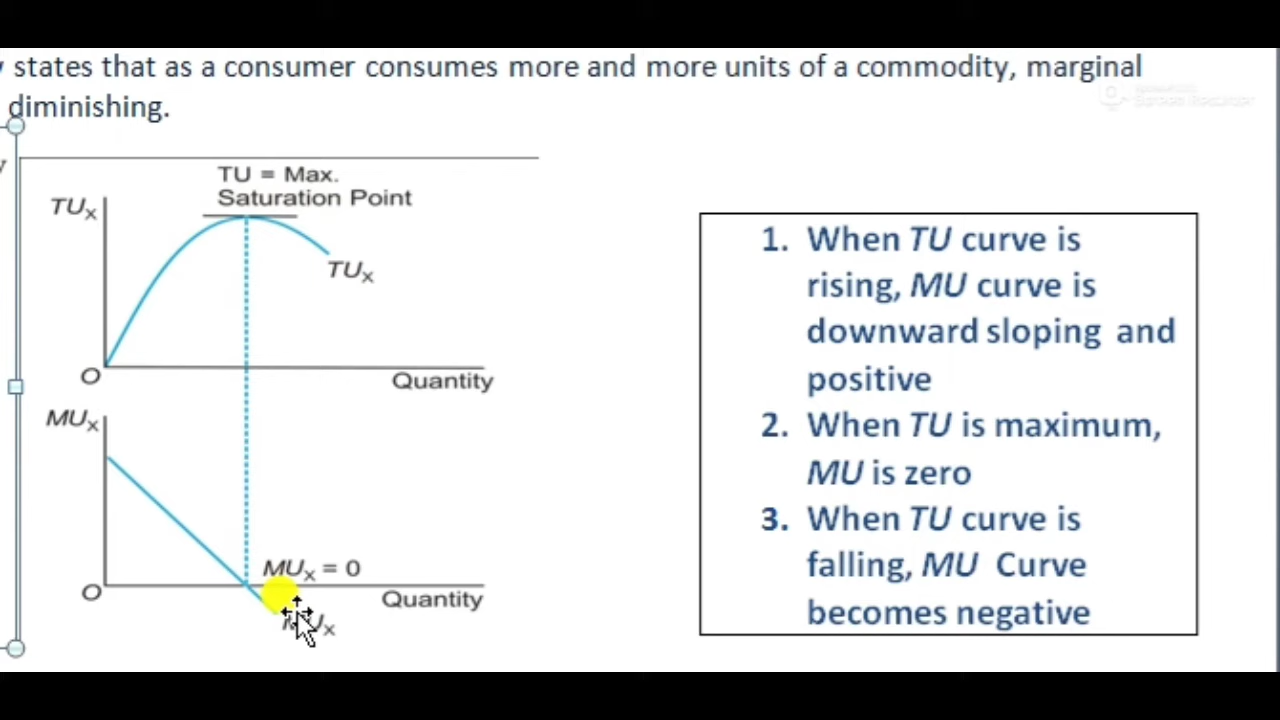 states that as a consumer consumes more and more units of a commodity, marginal
diminishing.
TU = Max.
Saturation Point
TUx
TUx
O
Quantity
MUx
MUx = 0
O
Quantity
1. When TU curve is
rising, MU curve is
downward sloping and
positive
2. When TU is maximum,
MU is zero
3. When TU curve is
falling, MU Curve
becomes negative